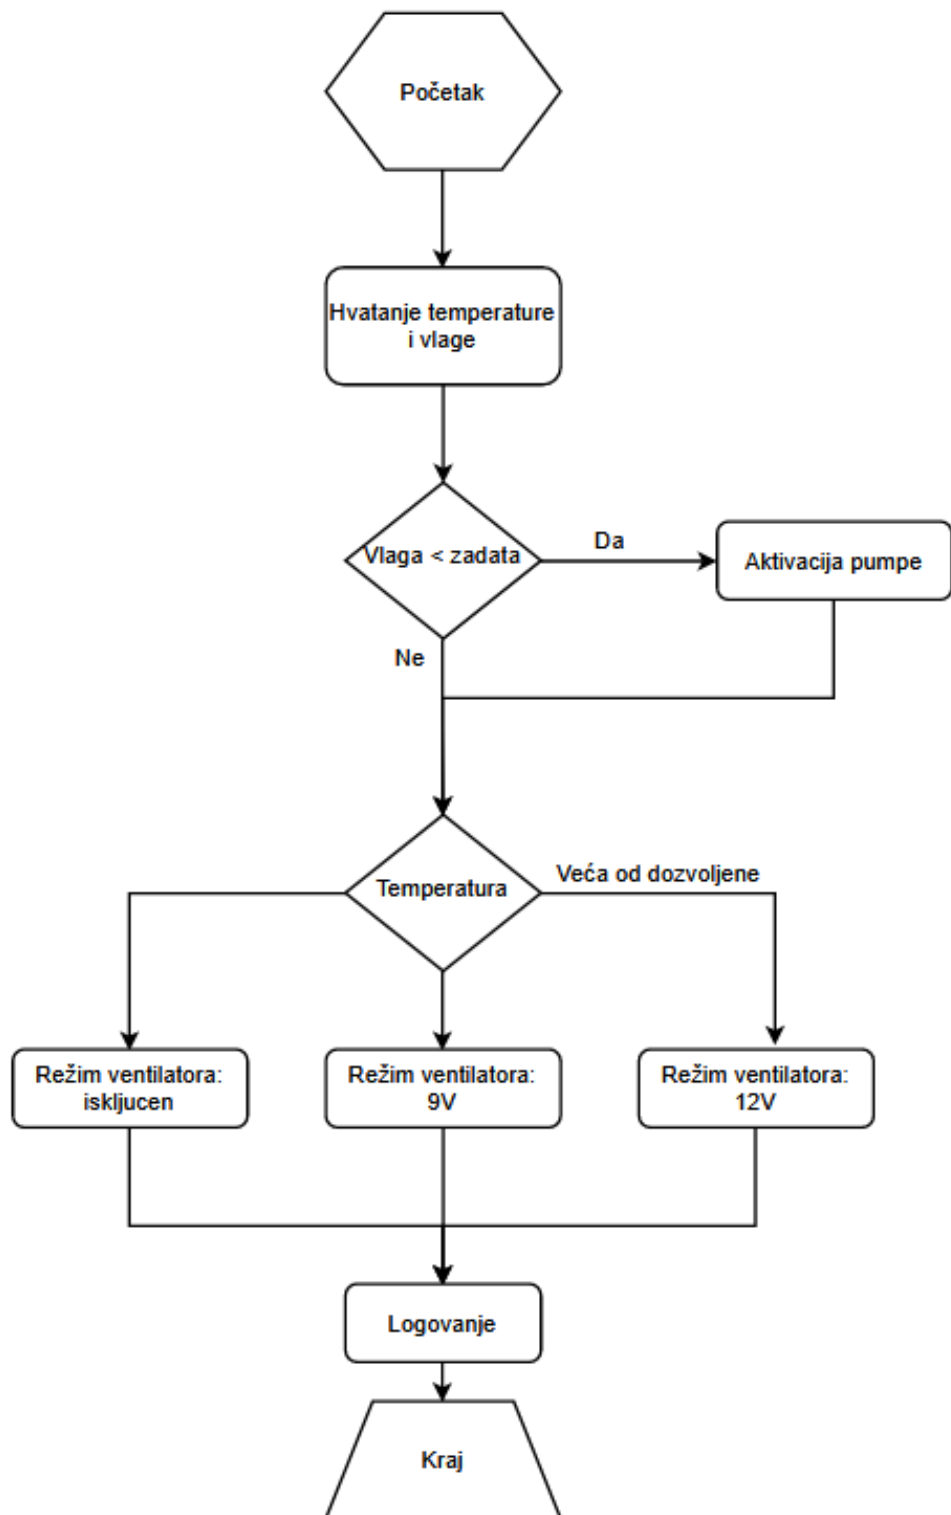 Početak
Hvatanje temperature
i vlage
Vlaga < zadata
Da
Aktivacija pumpe
Ne
Temperatura
Veća od dozvoljene
Režim ventilatora:
iskljucen
Režim ventilatora:
9V
Režim ventilatora:
12V
Logovanje
Kraj